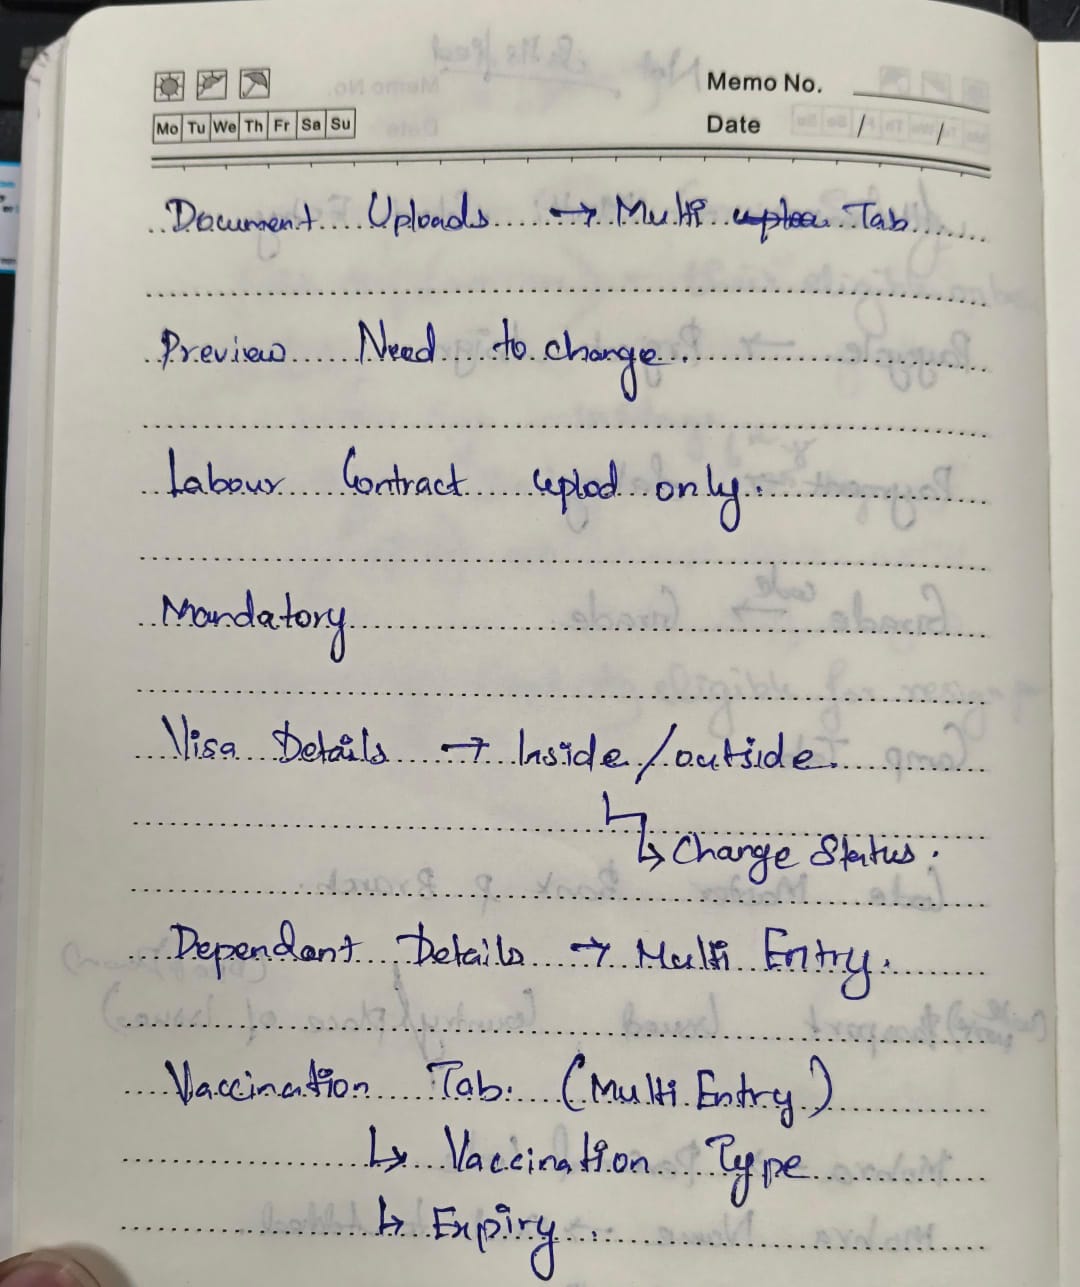 Memo No.
Mo Tu We Th Fr Sa Su
Date / /
Document Uploads → Multi uploa Tab
Preview Need to change.
Labour Contract uplod only.
Mandatory
Visa Details → Inside/outside.
↳ Change Status.
Dependant Details → Multi Entry.
Vaccination Tab. (Multi Entry)
↳ Vaccination Type
↳ Expiry.